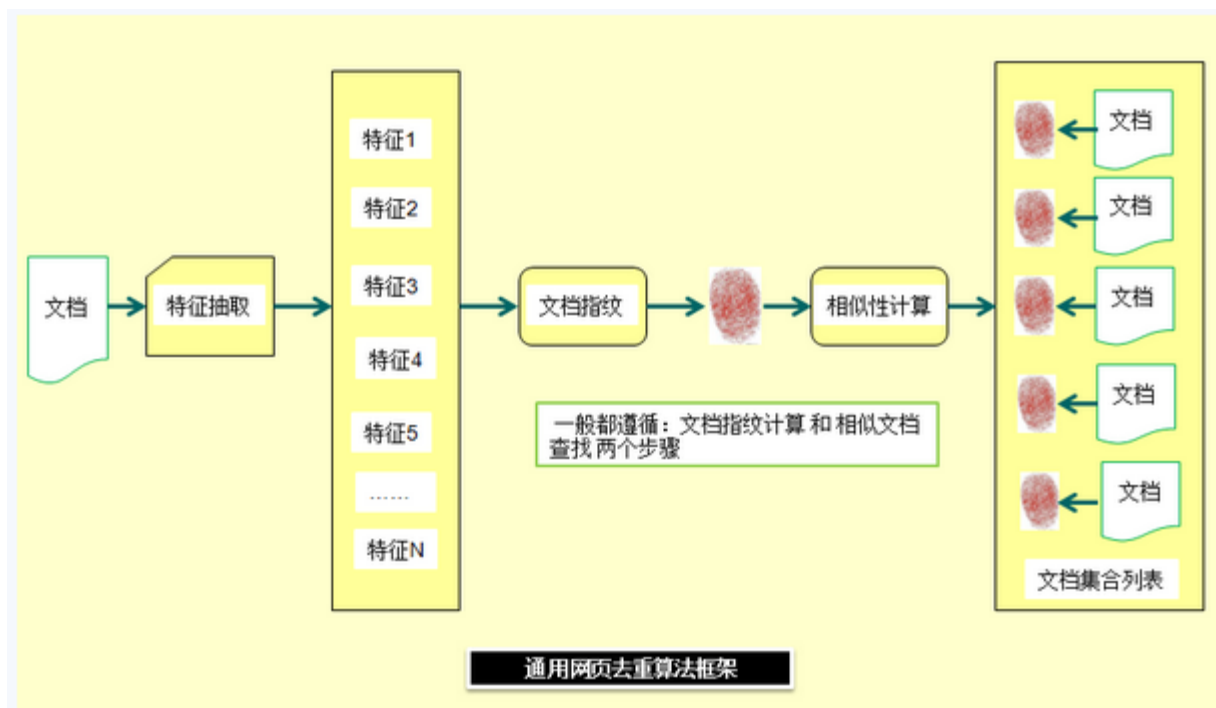 文档
特征抽取
特征1
特征2
特征3
特征4
特征5
……
特征N
文档指纹
相似性计算
一般都遵循：文档指纹计算 和 相似文档
查找 两个步骤
文档
文档
文档
文档
文档
文档集合列表
通用网页去重算法框架